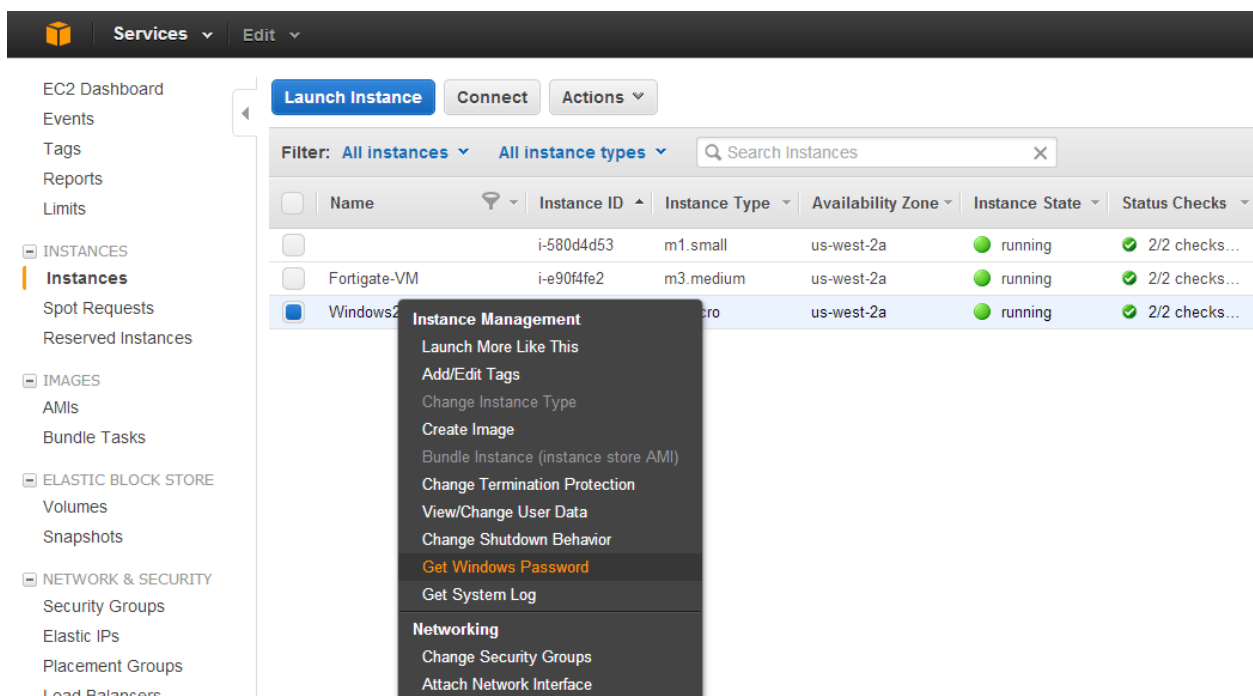 Services Edit
EC2 Dashboard
Events
Tags
Reports
Limits
INSTANCES
Instances
Spot Requests
Reserved Instances
IMAGES
AMIs
Bundle Tasks
ELASTIC BLOCK STORE
Volumes
Snapshots
NETWORK & SECURITY
Security Groups
Elastic IPs
Placement Groups
Load Balancers
Launch Instance Connect Actions
Filter: All instances All instance types Search Instances
Name Instance ID Instance Type Availability Zone Instance State Status Checks
i-580d4d53 m1.small us-west-2a running 2/2 checks...
Fortigate-VM i-e90f4fe2 m3.medium us-west-2a running 2/2 checks...
us-west-2a running 2/2 checks...
Instance Management
Launch More Like This
Add/Edit Tags
Change Instance Type
Create Image
Bundle Instance (instance store AMI)
Change Termination Protection
View/Change User Data
Change Shutdown Behavior
Get Windows Password
Get System Log
Networking
Change Security Groups
Attach Network Interface